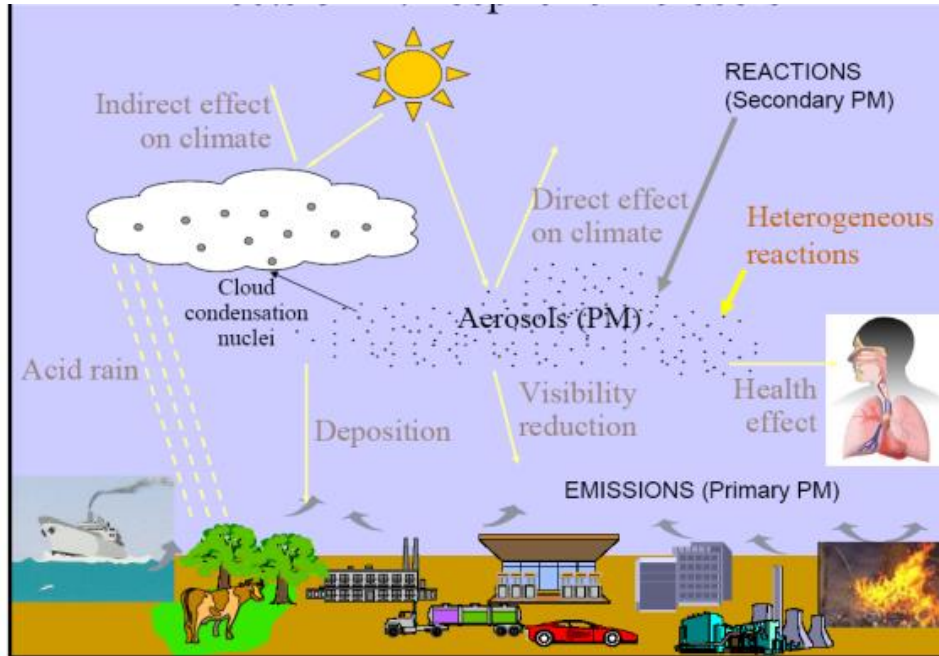 REACTIONS
(Secondary PM)
Indirect effect
on climate
Direct effect
on climate
Heterogeneous
reactions
Cloud
condensation
nuclei
Aerosols (PM)
Acid rain
Deposition
Visibility
reduction
Health
effect
EMISSIONS (Primary PM)